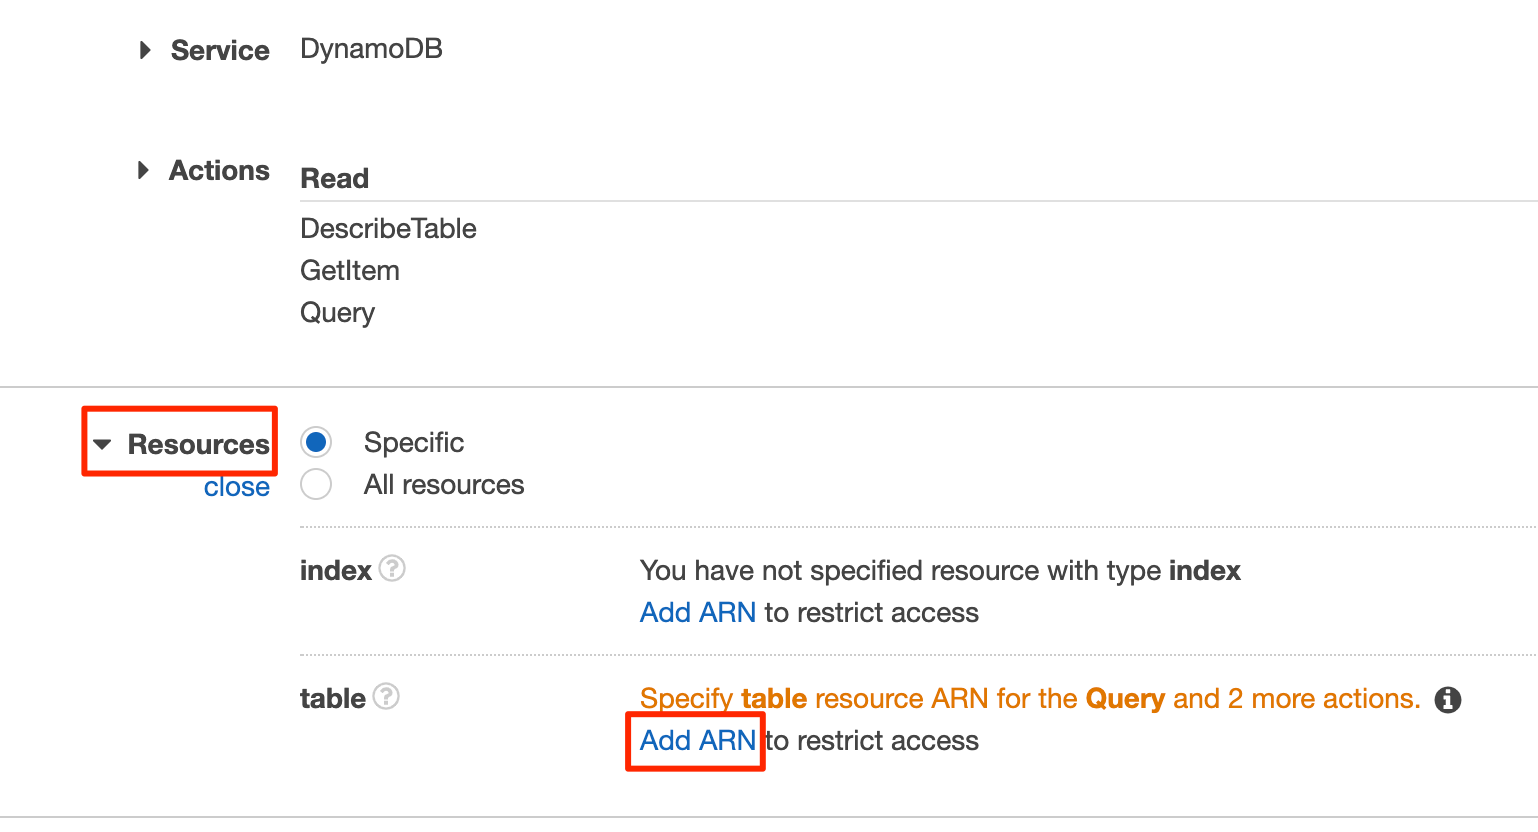 Service DynamoDB
Actions Read
DescribeTable
GetItem
Query
Resources Specific
close All resources
index ? You have not specified resource with type index
Add ARN to restrict access
table ? Specify table resource ARN for the Query and 2 more actions. i
Add ARN to restrict access